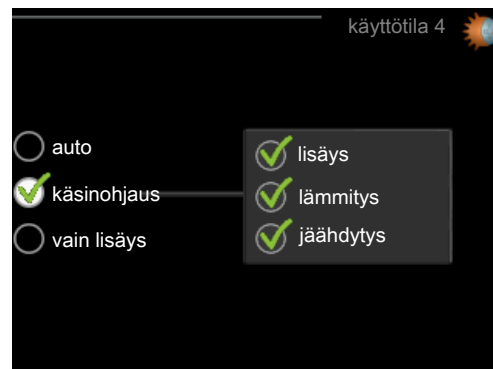 käyttötila 4
auto
käsinohjaus
vain lisäys
lisäys
lämmitys
jäähdytys